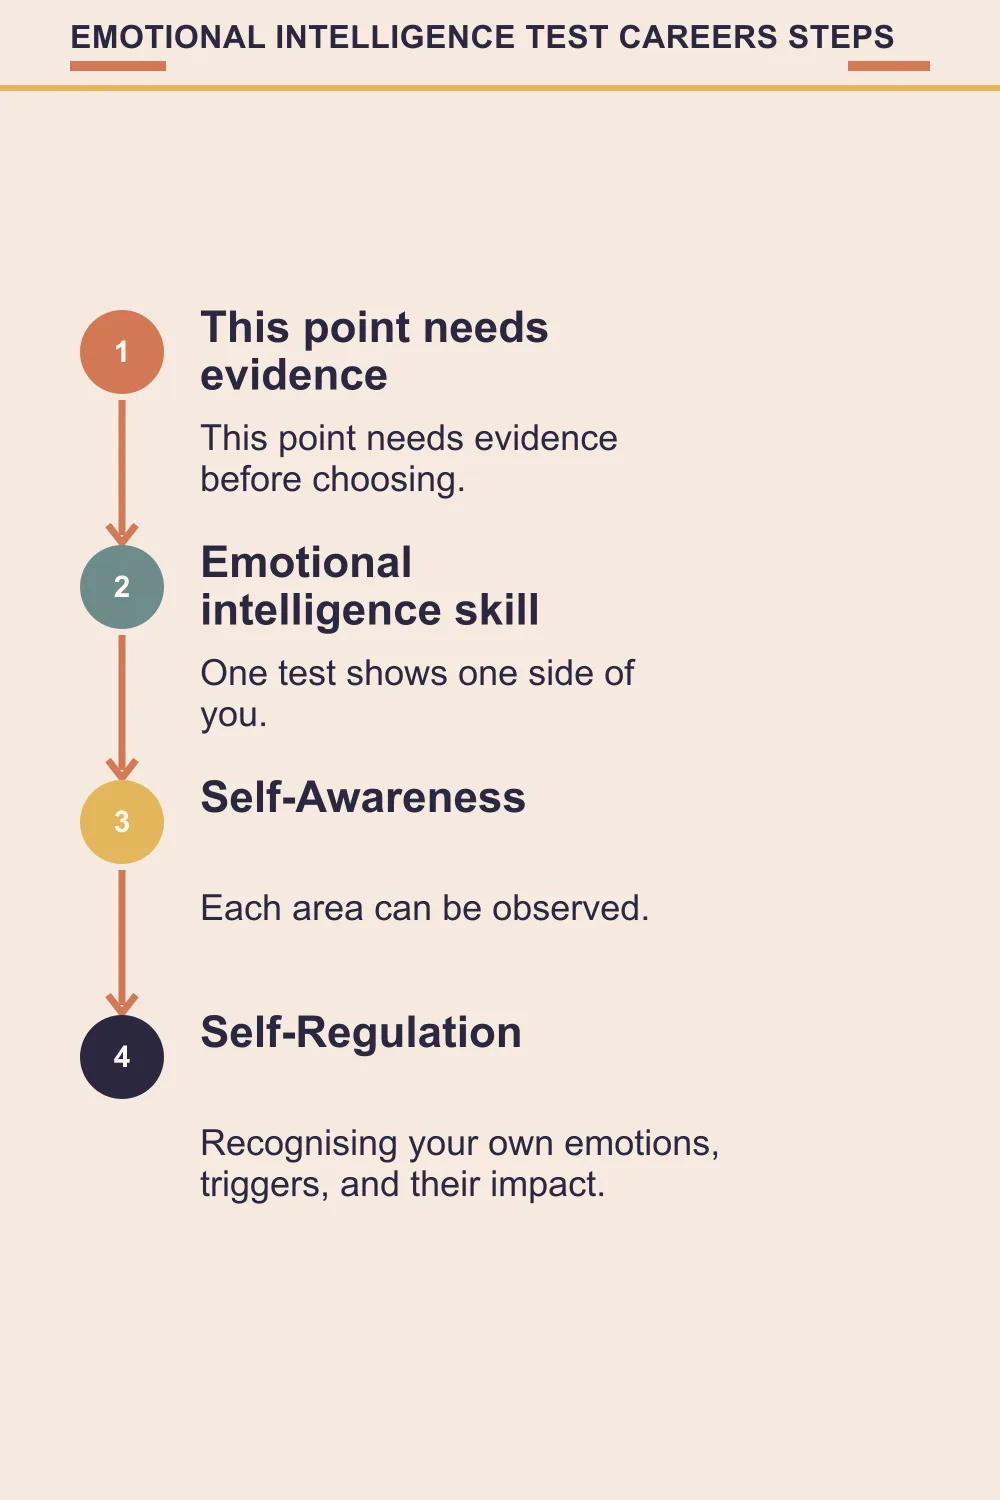 EMOTIONAL INTELLIGENCE TEST CAREERS STEPS
1
This point needs
evidence
This point needs evidence
before choosing.
2
Emotional
intelligence skill
One test shows one side of
you.
3
Self-Awareness
Each area can be observed.
4
Self-Regulation
Recognising your own emotions,
triggers, and their impact.